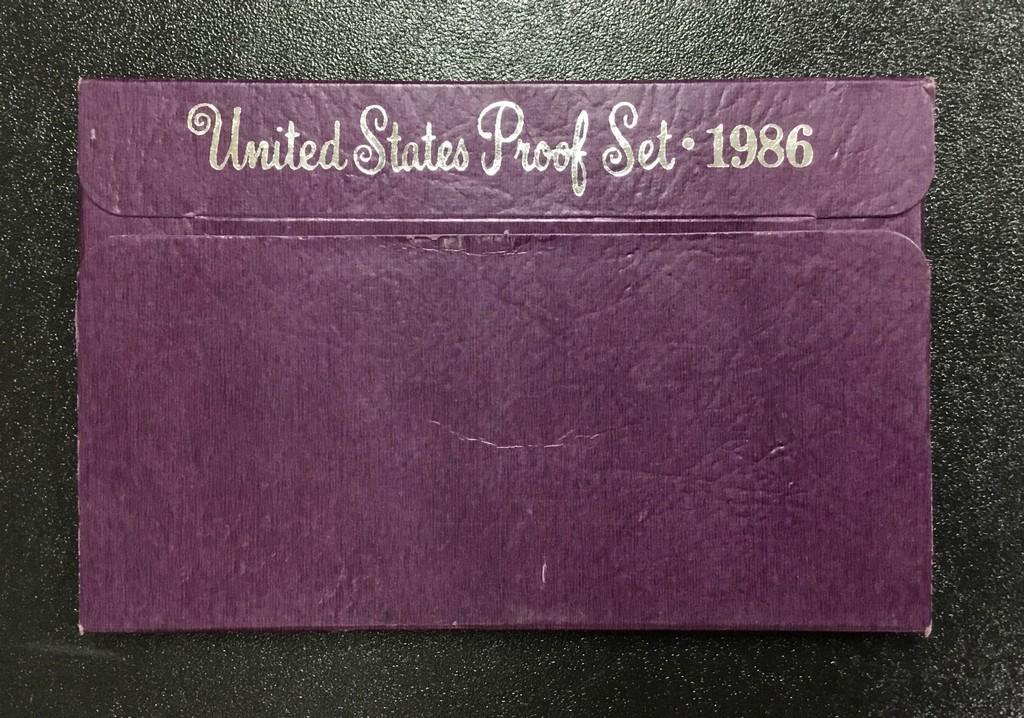 United States Proof Set · 1986